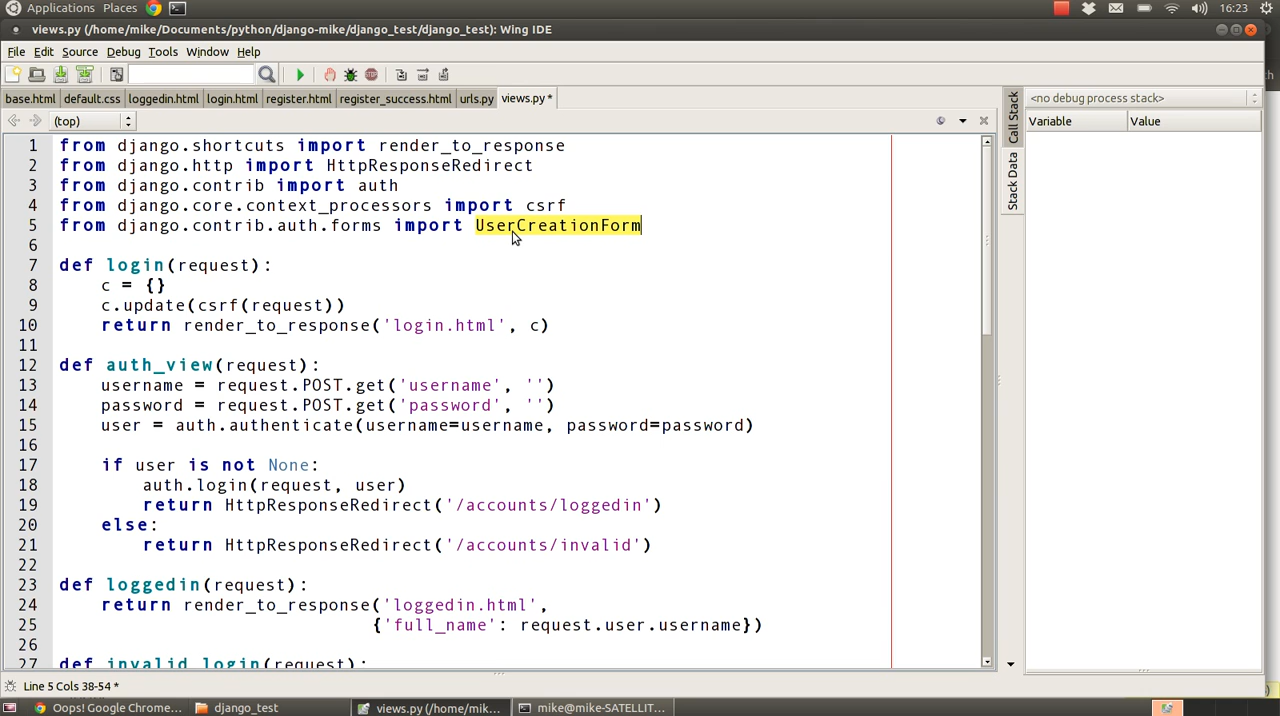 Applications Places 16:23
views.py (/home/mike/Documents/python/django-mike/django_test/django_test): Wing IDE
File Edit Source Debug Tools Window Help
base.html default.css loggedin.html login.html register.html register_success.html urls.py views.py *
<no debug process stack>
(top)
Variable Value
Call Stack
Stack Data
1 from django.shortcuts import render_to_response
2 from django.http import HttpResponseRedirect
3 from django.contrib import auth
4 from django.core.context_processors import csrf
5 from django.contrib.auth.forms import UserCreationForm
6
7 def login(request):
8 c = {}
9 c.update(csrf(request))
10 return render_to_response('login.html', c)
11
12 def auth_view(request):
13 username = request.POST.get('username', '')
14 password = request.POST.get('password', '')
15 user = auth.authenticate(username=username, password=password)
16
17 if user is not None:
18 auth.login(request, user)
19 return HttpResponseRedirect('/accounts/loggedin')
20 else:
21 return HttpResponseRedirect('/accounts/invalid')
22
23 def loggedin(request):
24 return render_to_response('loggedin.html',
25 {'full_name': request.user.username})
26
27 def invalid_login(request):
Line 5 Cols 38-54 *
Oops! Google Chrome... django_test views.py (/home/mik... mike@mike-SATELLIT...